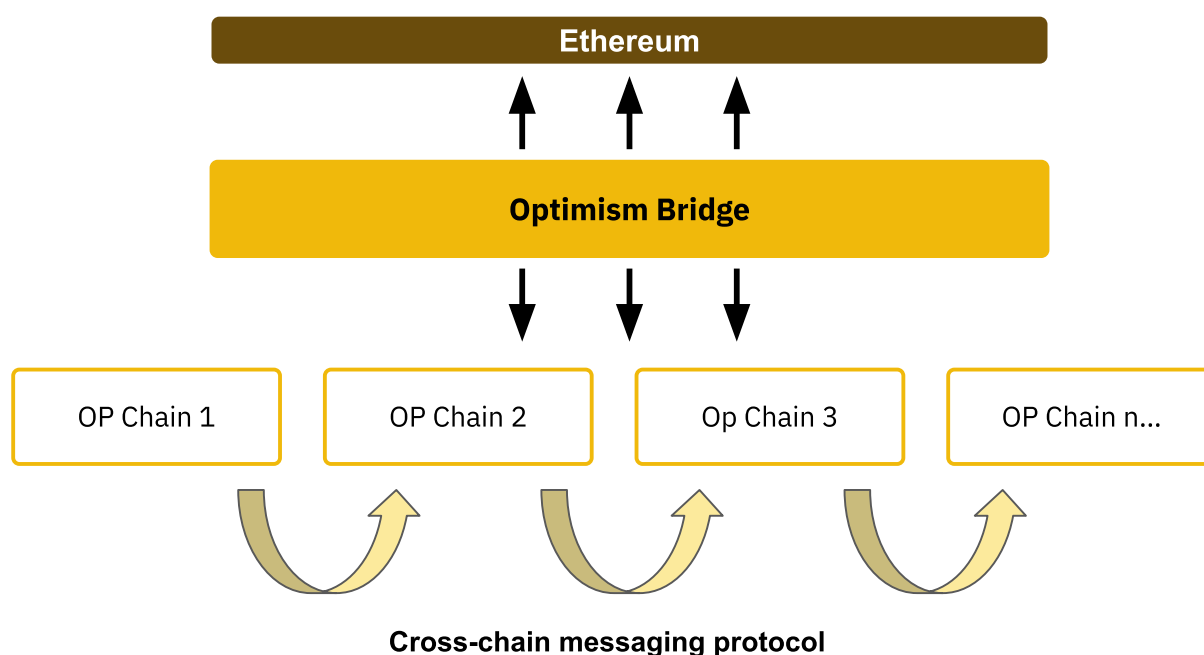 Ethereum
Optimism Bridge
OP Chain 1
OP Chain 2
Op Chain 3
OP Chain n...
Cross-chain messaging protocol